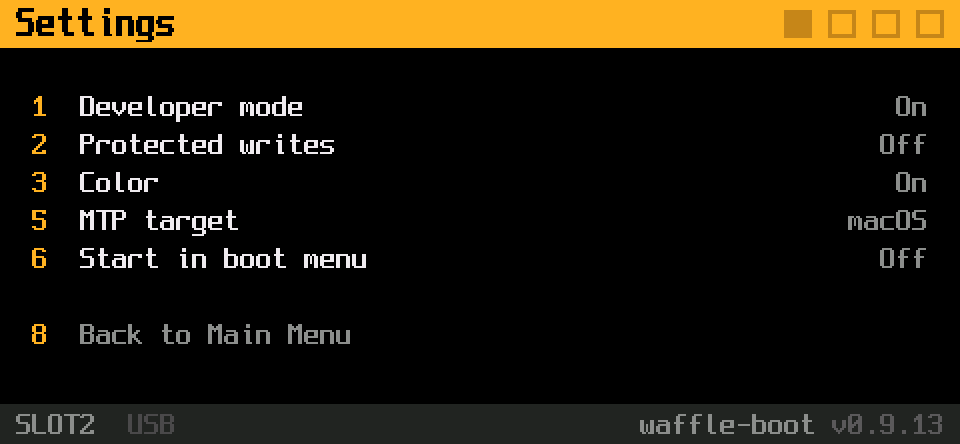 Settings
1 Developer mode On
2 Protected writes Off
3 Color On
5 MTP target macOS
6 Start in boot menu Off
8 Back to Main Menu
SLOT2 USB waffle-boot v0.9.13